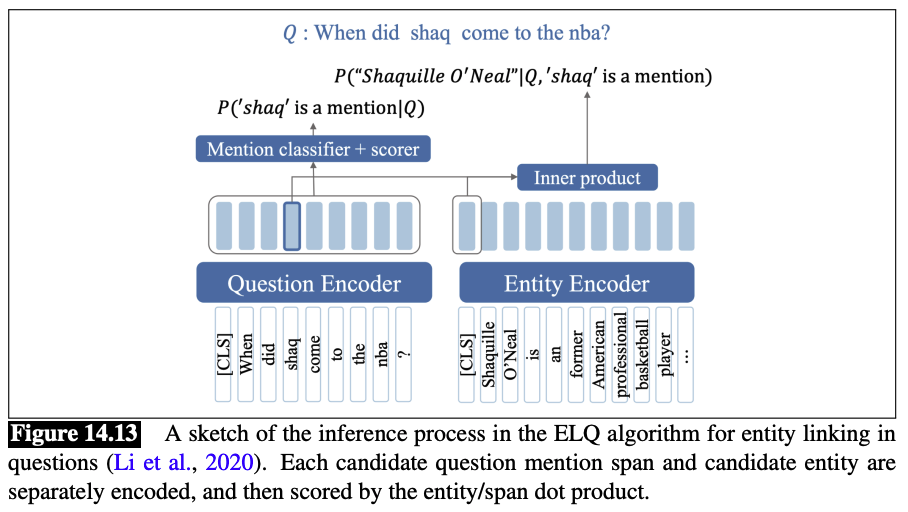 Q : When did shaq come to the nba?
P("Shaquille O'Neal"|Q,'shaq' is a mention)
P('shaq' is a mention|Q)
Mention classifier + scorer
Inner product
Question Encoder
Entity Encoder
[CLS] When did shaq come to the nba ?
[CLS] Shaquille O'Neal is an former American professional basketball player ...
Figure 14.13 A sketch of the inference process in the ELQ algorithm for entity linking in
questions (Li et al., 2020). Each candidate question mention span and candidate entity are
separately encoded, and then scored by the entity/span dot product.